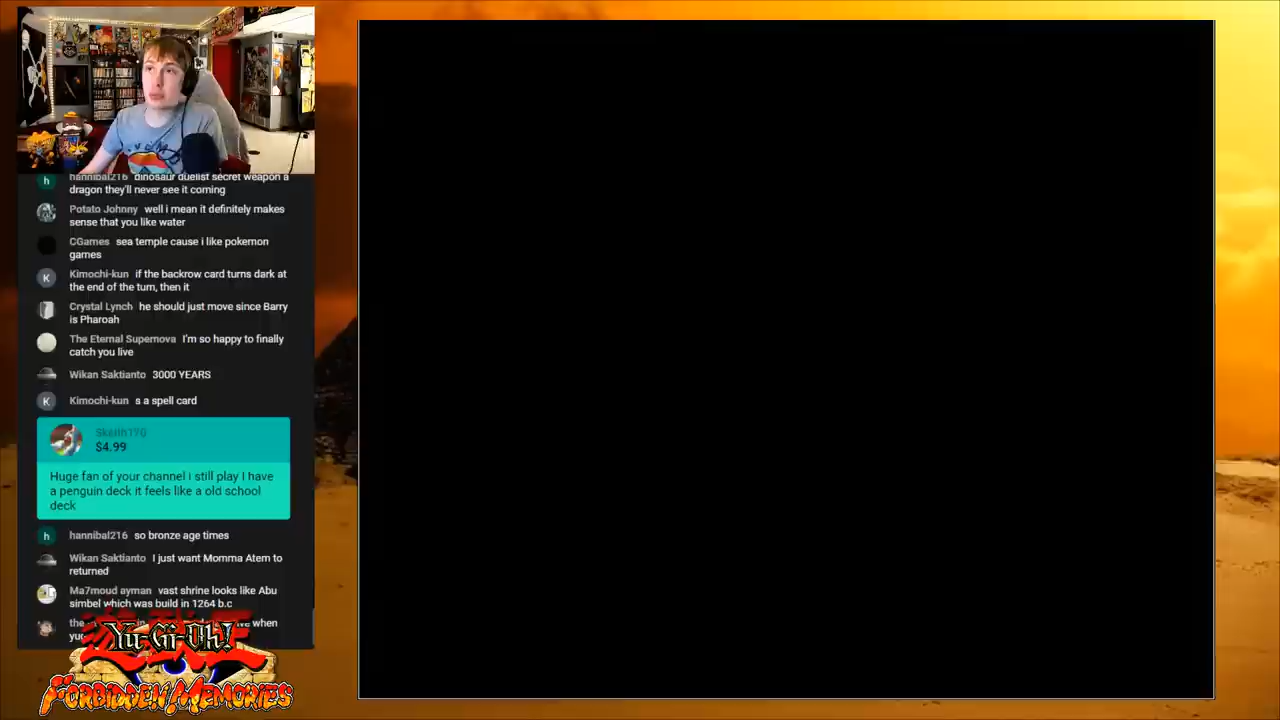 hannibal216 dinosaur duelist secret weapon a
dragon they'll never see it coming
Potato Johnny well i mean it definitely makes
sense that you like water
CGames sea temple cause i like pokemon
games
Kimochi-kun if the backrow card turns dark at
the end of the turn, then it
Crystal Lynch he should just move since Barry
is Pharoah
The Eternal Supernova I'm so happy to finally
catch you live
Wikan Saktianto 3000 YEARS
Kimochi-kun s a spell card
$4.99
Huge fan of your channel i still play I have
a penguin deck it feels like a old school
deck
hannibal216 so bronze age times
Wikan Saktianto I just want Momma Atem to
returned
Ma7moud ayman vast shrine looks like Abu
simbel which was build in 1264 b.c
the when
Yu-Gi-Oh!
Forbidden Memories